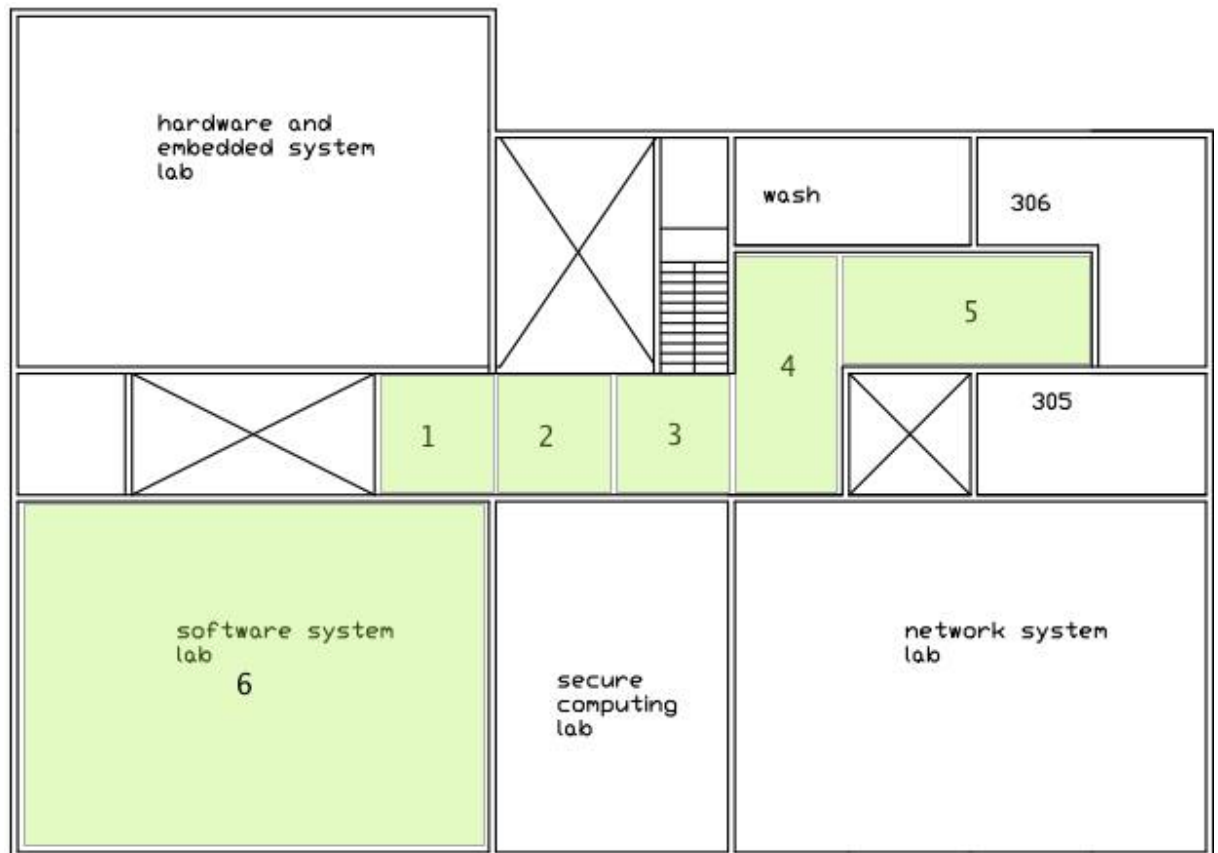 hardware and
embedded system
lab
wash
306
5
4
305
1
2
3
software system
lab
6
secure
computing
lab
network system
lab